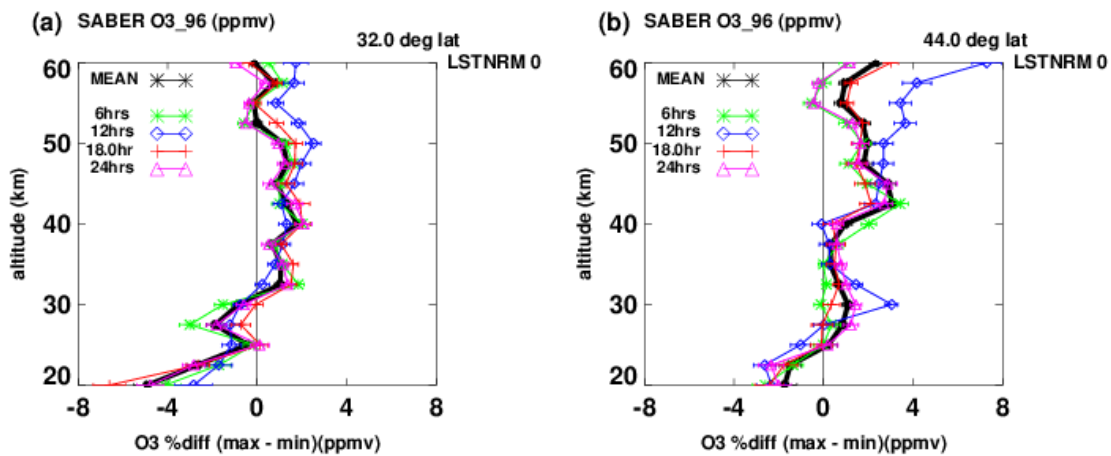 (a) SABER O3_96 (ppmv)
32.0 deg lat
LSTNRM 0
MEAN
6hrs
12hrs
18.0hr
24hrs
60
50
40
30
20
altitude (km)
-8 -4 0 4 8
O3 %diff (max - min)(ppmv)
(b) SABER O3_96 (ppmv)
44.0 deg lat
LSTNRM 0
MEAN
6hrs
12hrs
18.0hr
24hrs
60
50
40
30
20
altitude (km)
-8 -4 0 4 8
O3 %diff (max - min)(ppmv)